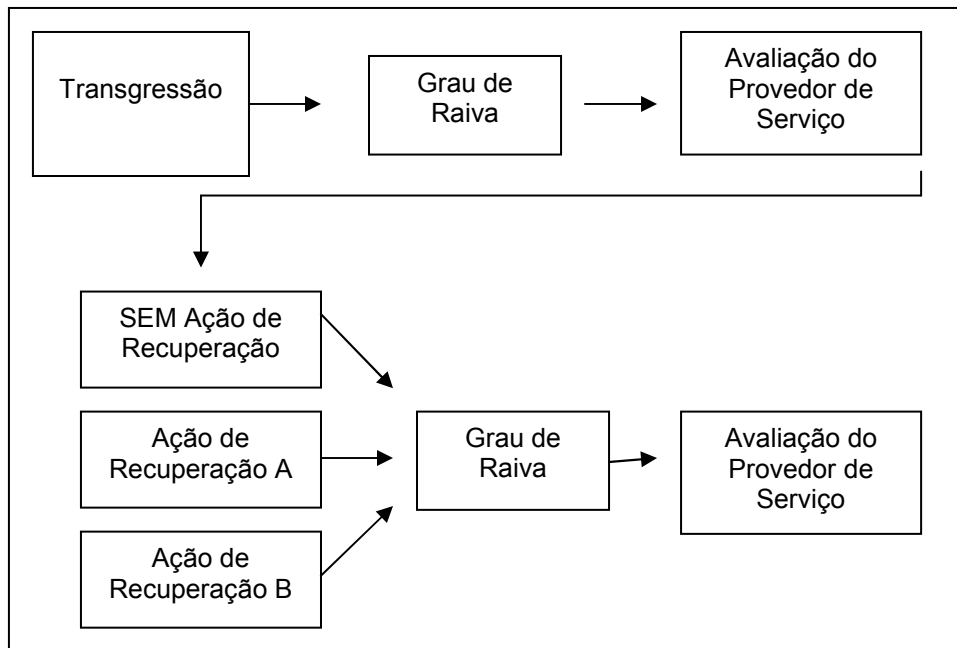 Transgressão
Grau de
Raiva
Avaliação do
Provedor de
Serviço
SEM Ação de
Recuperação
Ação de
Recuperação A
Ação de
Recuperação B
Grau de
Raiva
Avaliação do
Provedor de
Serviço